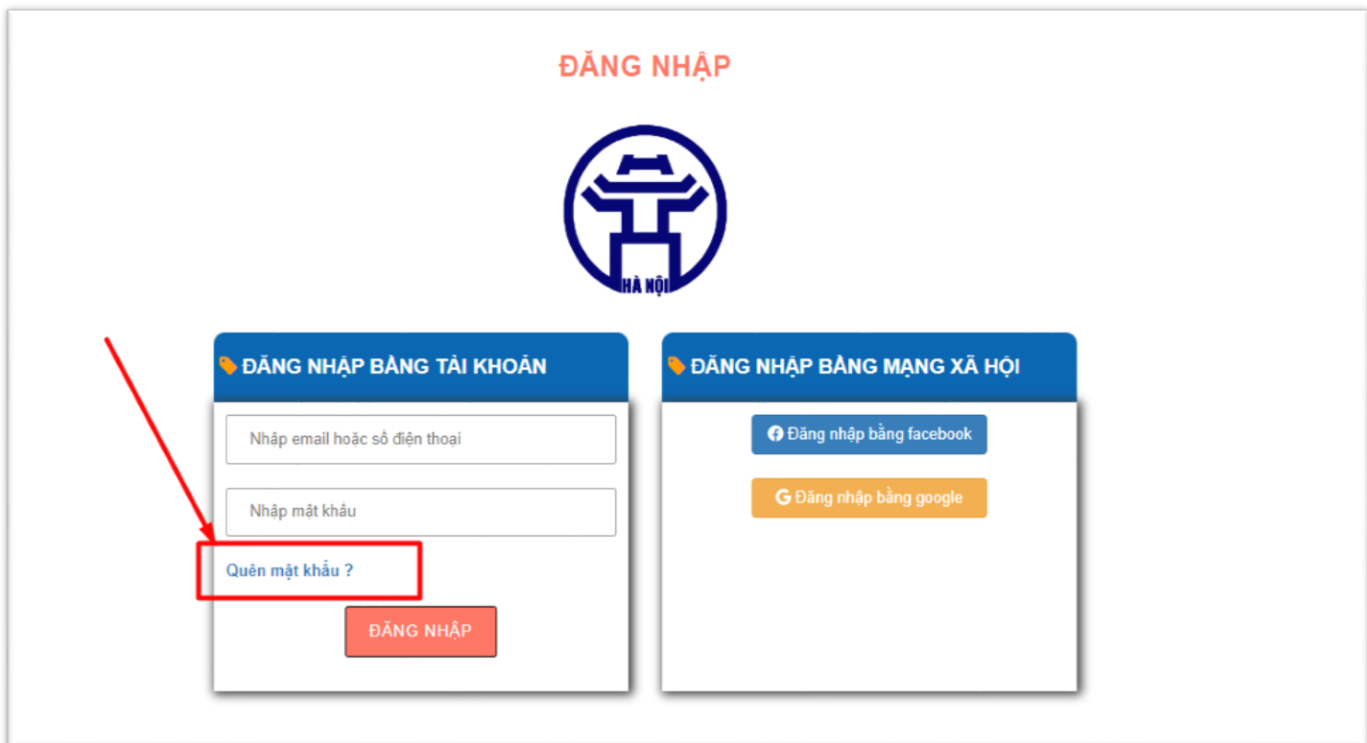 ĐĂNG NHẬP
HÀ NỘI
ĐĂNG NHẬP BẰNG TÀI KHOẢN
Nhập email hoặc số điện thoại
Nhập mật khẩu
Quên mật khẩu ?
ĐĂNG NHẬP
ĐĂNG NHẬP BẰNG MẠNG XÃ HỘI
Đăng nhập bằng facebook
Đăng nhập bằng google